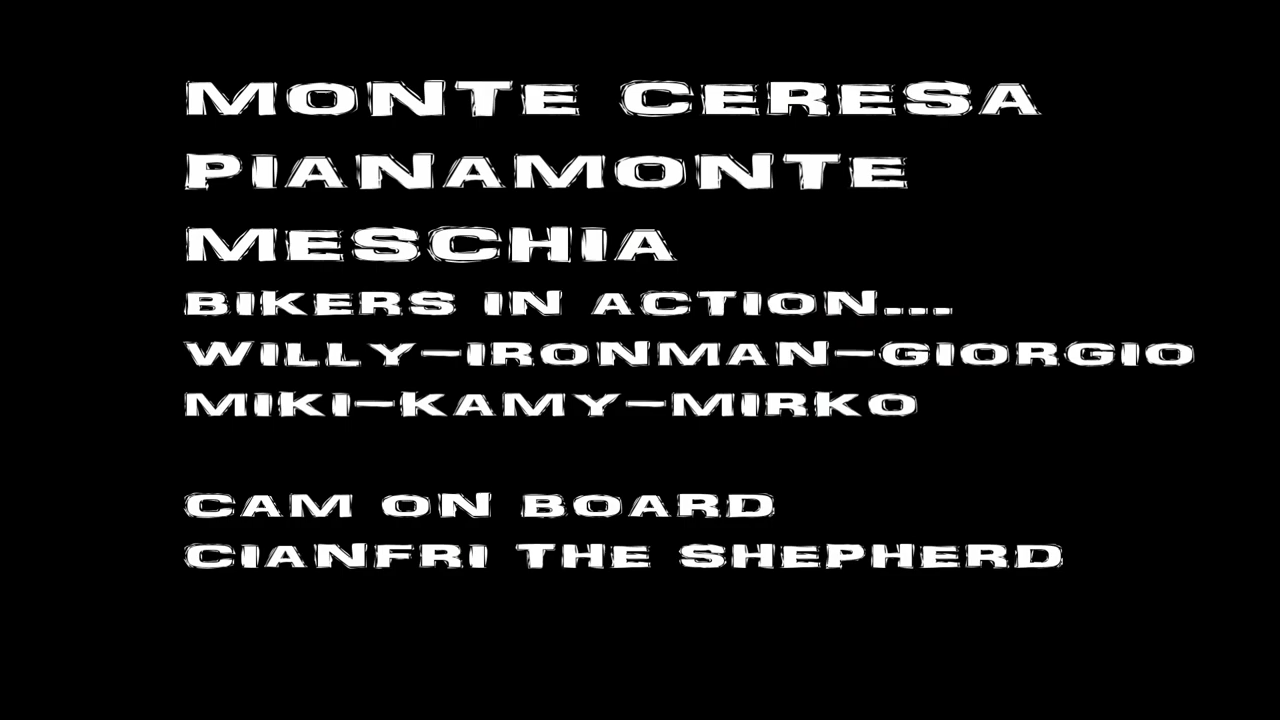 MONTE CERESA
PIANAMONTE
MESCHIA
BIKERS IN ACTION...
WILLY-IRONMAN-GIORGIO
MIKI-KAMY-MIRKO
CAM ON BOARD
CIANFRI THE SHEPHERD